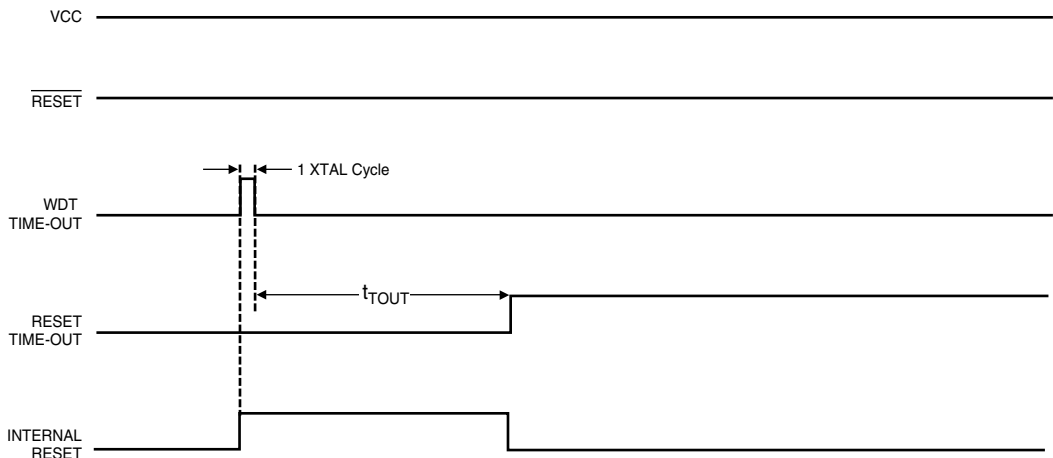 VCC
RESET
1 XTAL Cycle
WDT
TIME-OUT
tTOUT
RESET
TIME-OUT
INTERNAL
RESET